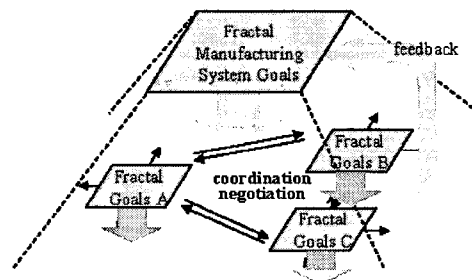 Fractal
Manufacturing
System Goals
feedback
Fractal
Goals B
Fractal
Goals A
coordination
negotiation
Fractal
Goals C